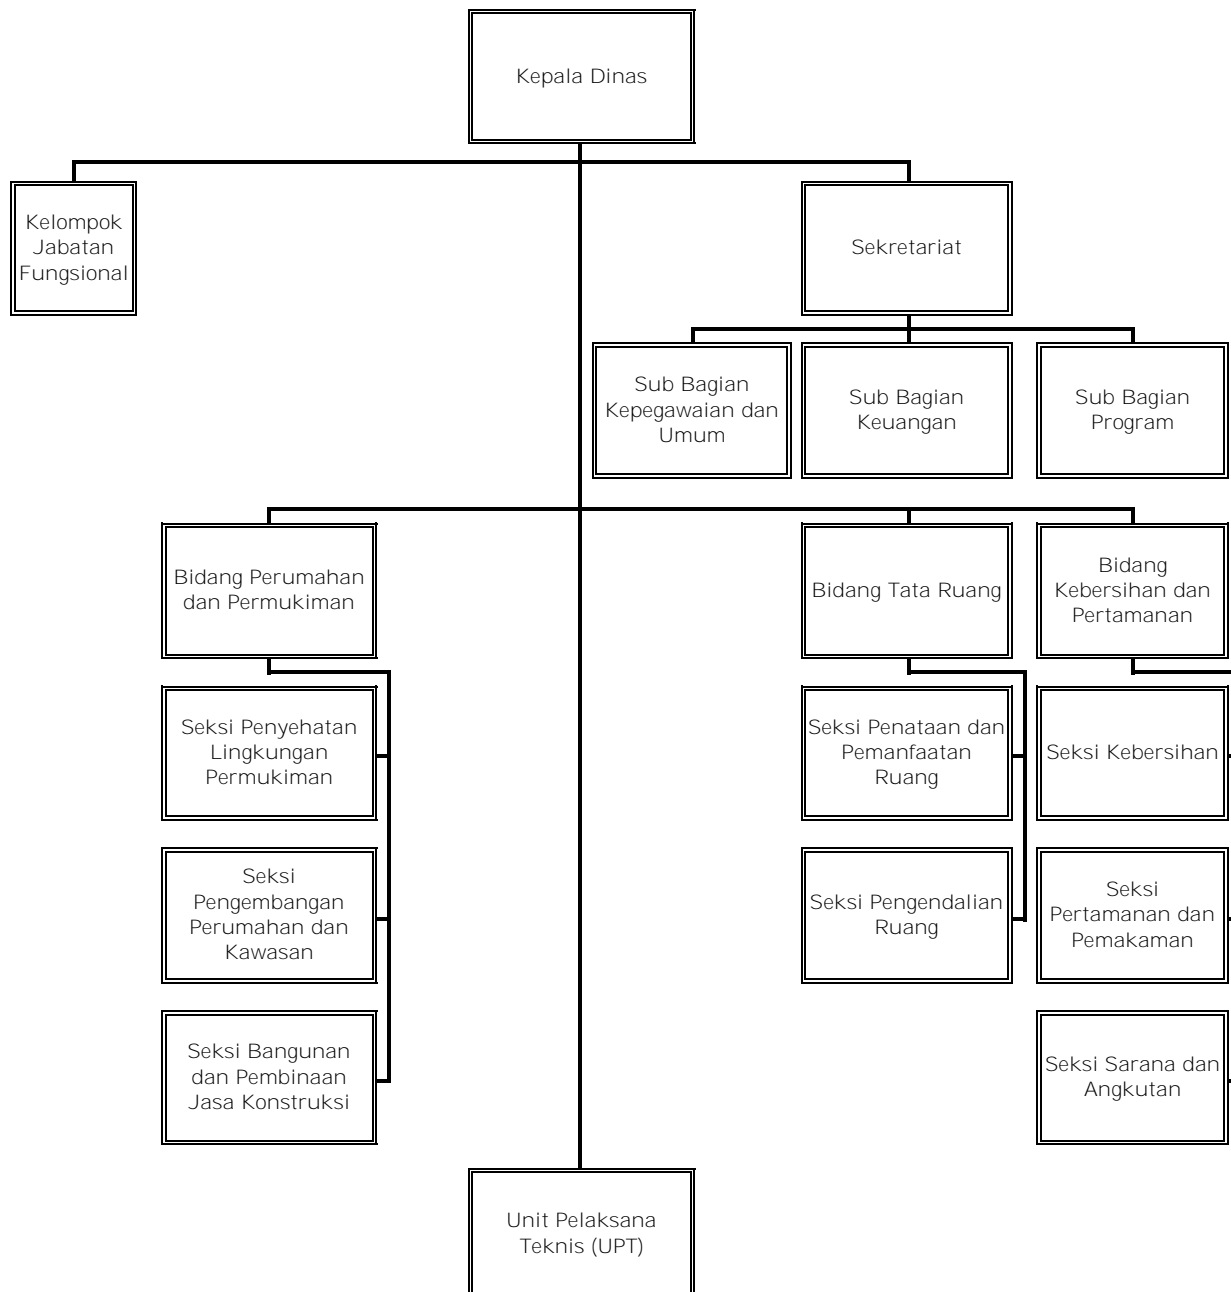 Kepala Dinas
Kelompok
Jabatan
Fungsional
Sekretariat
Sub Bagian
Kepegawaian dan
Umum
Sub Bagian
Keuangan
Sub Bagian
Program
Bidang Perumahan
dan Permukiman
Bidang Tata Ruang
Bidang
Kebersihan dan
Pertamanan
Seksi Penyehatan
Lingkungan
Permukiman
Seksi Penataan dan
Pemanfaatan
Ruang
Seksi Kebersihan
Seksi
Pengembangan
Perumahan dan
Kawasan
Seksi Pengendalian
Ruang
Seksi
Pertamanan dan
Pemakaman
Seksi Bangunan
dan Pembinaan
Jasa Konstruksi
Seksi Sarana dan
Angkutan
Unit Pelaksana
Teknis (UPT)